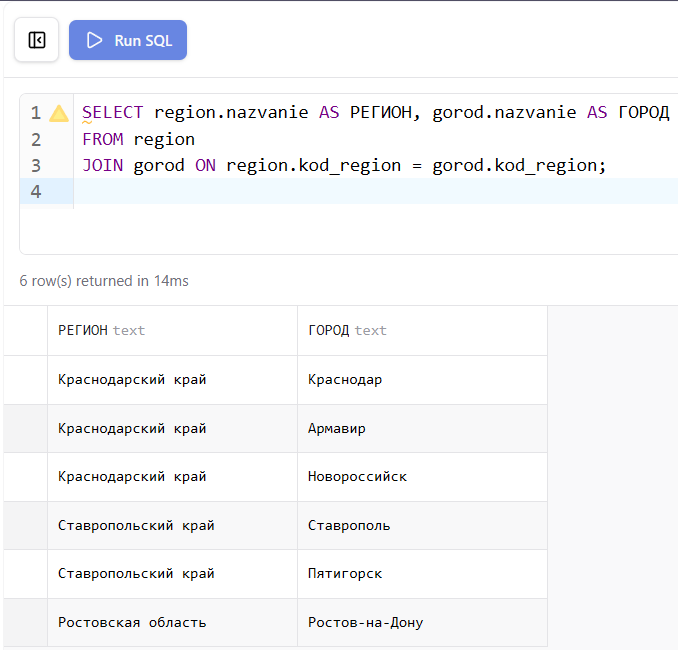 Run SQL
1 SELECT region.nazvanie AS РЕГИОН, gorod.nazvanie AS ГОРОД
2 FROM region
3 JOIN gorod ON region.kod_region = gorod.kod_region;
4
6 row(s) returned in 14ms
РЕГИОН text ГОРОД text
Краснодарский край Краснодар
Краснодарский край Армавир
Краснодарский край Новороссийск
Ставропольский край Ставрополь
Ставропольский край Пятигорск
Ростовская область Ростов-на-Дону